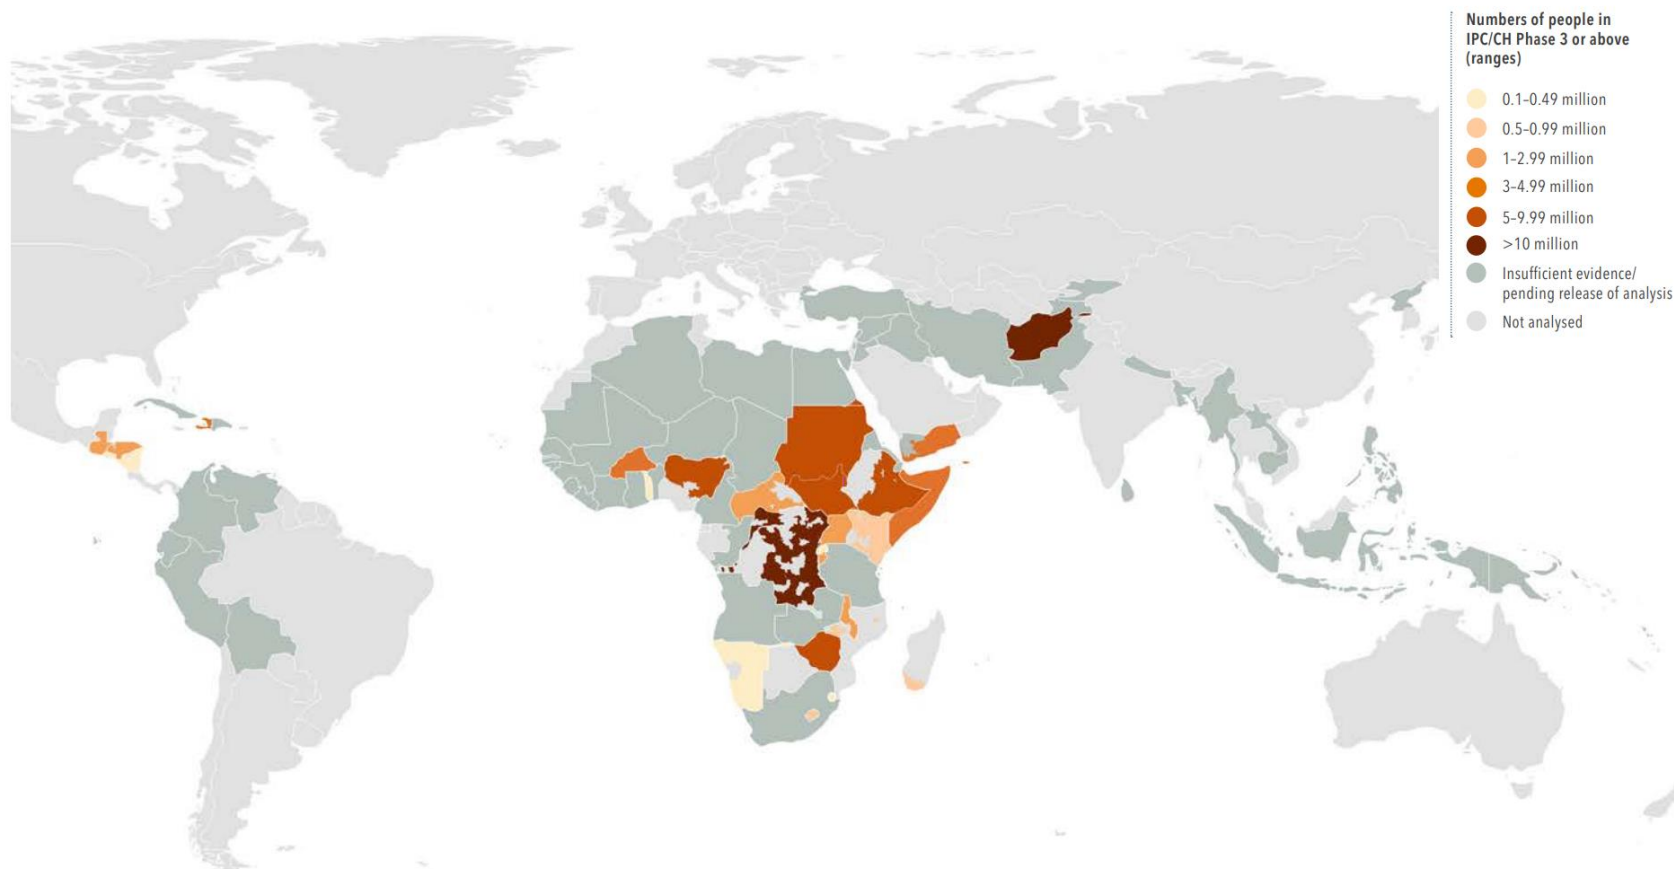 Numbers of people in
IPC/CH Phase 3 or above
(ranges)
0.1–0.49 million
0.5–0.99 million
1–2.99 million
3–4.99 million
5–9.99 million
>10 million
Insufficient evidence/
pending release of analysis
Not analysed